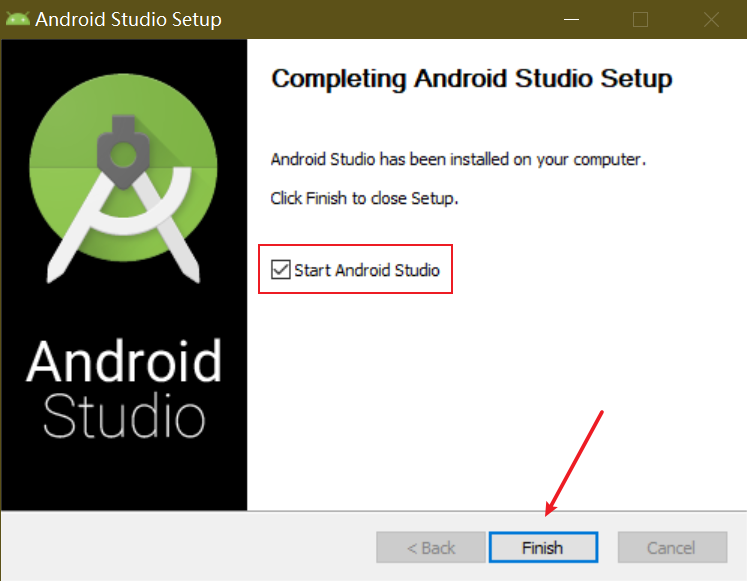 Android Studio Setup
Completing Android Studio Setup
Android Studio has been installed on your computer.
Click Finish to close Setup.
Start Android Studio
Android
Studio
< Back
Finish
Cancel